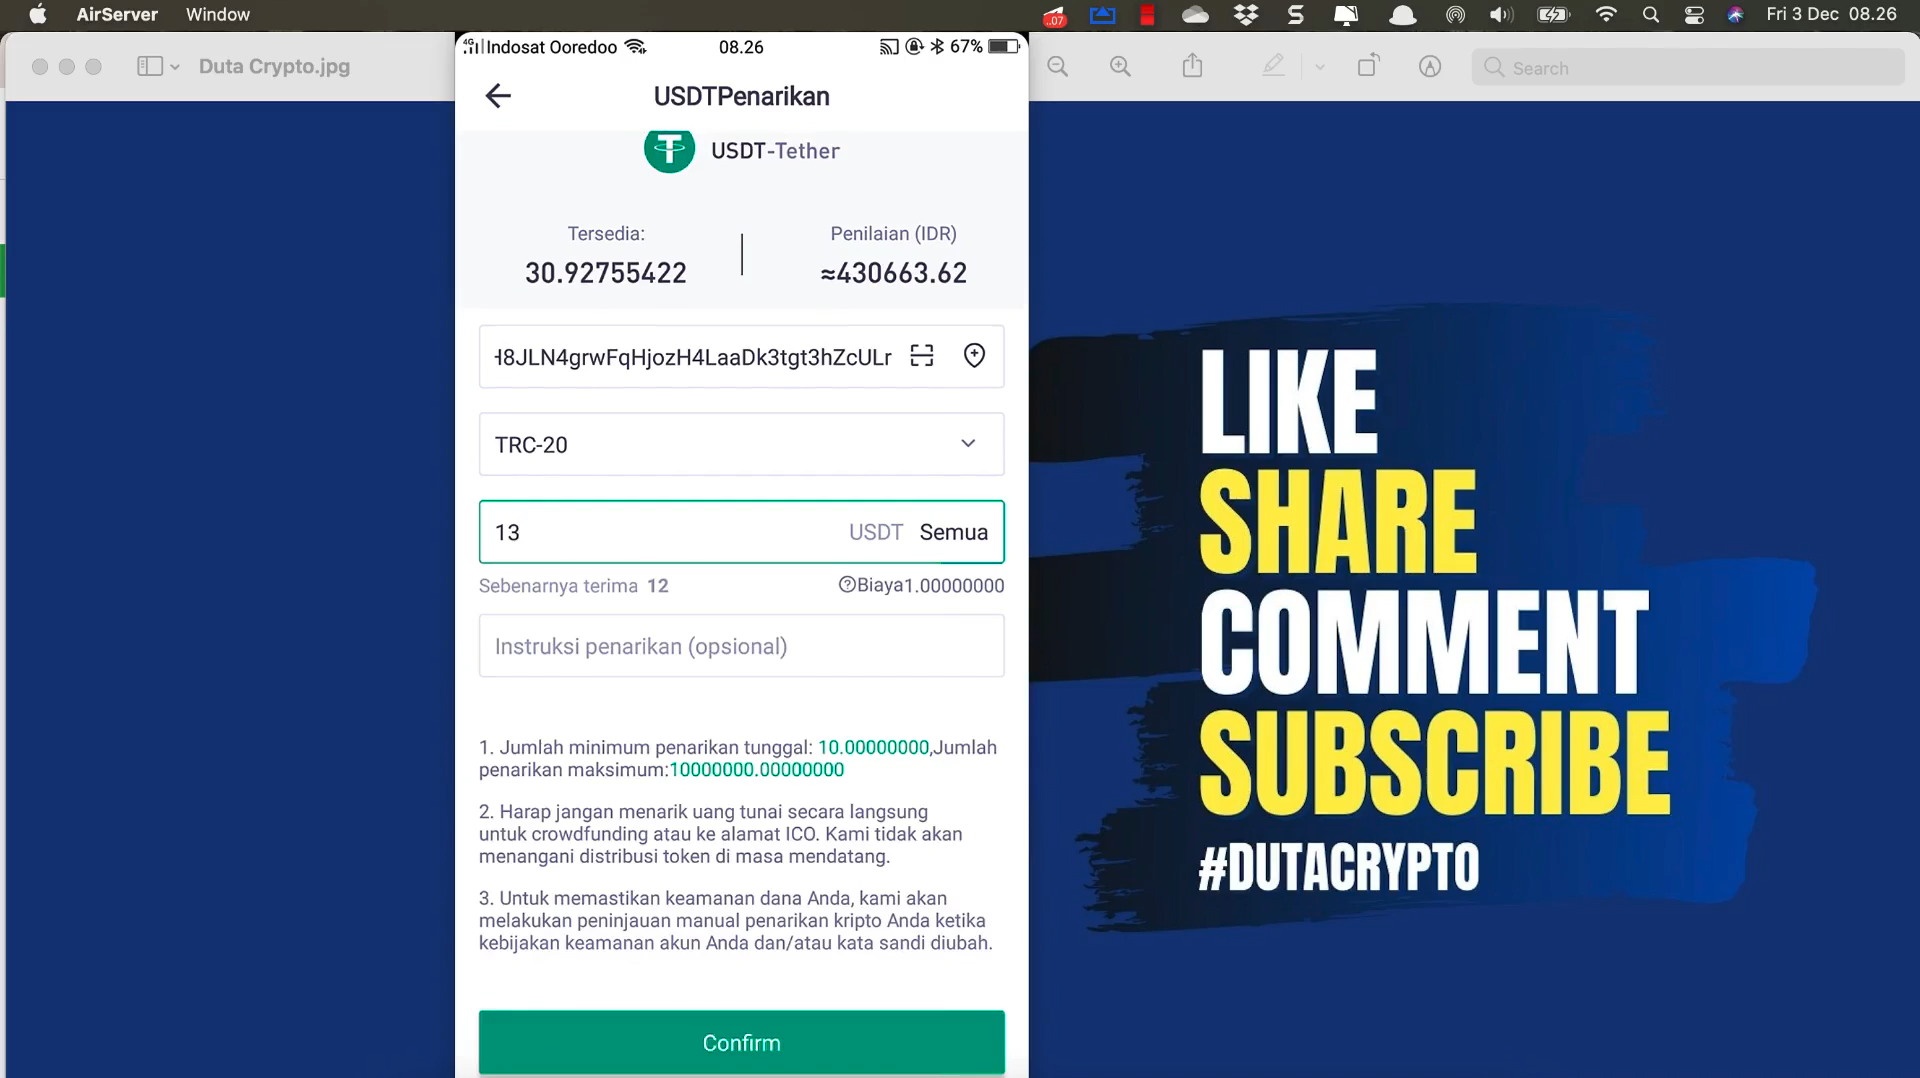 AirServer Window
..07
Fri 3 Dec 08.26
Duta Crypto.jpg
Search
4G Indosat Ooredoo
08.26
67%
USDTPenarikan
USDT-Tether
Tersedia:
30.92755422
Penilaian (IDR)
≈430663.62
H8JLN4grwFqHjozH4LaaDk3tgt3hZcULr
TRC-20
13 USDT Semua
Sebenarnya terima 12
Biaya1.00000000
Instruksi penarikan (opsional)
1. Jumlah minimum penarikan tunggal: 10.00000000,Jumlah
penarikan maksimum:10000000.00000000
2. Harap jangan menarik uang tunai secara langsung
untuk crowdfunding atau ke alamat ICO. Kami tidak akan
menangani distribusi token di masa mendatang.
3. Untuk memastikan keamanan dana Anda, kami akan
melakukan peninjauan manual penarikan kripto Anda ketika
kebijakan keamanan akun Anda dan/atau kata sandi diubah.
Confirm
LIKE
SHARE
COMMENT
SUBSCRIBE
#DUTACRYPTO